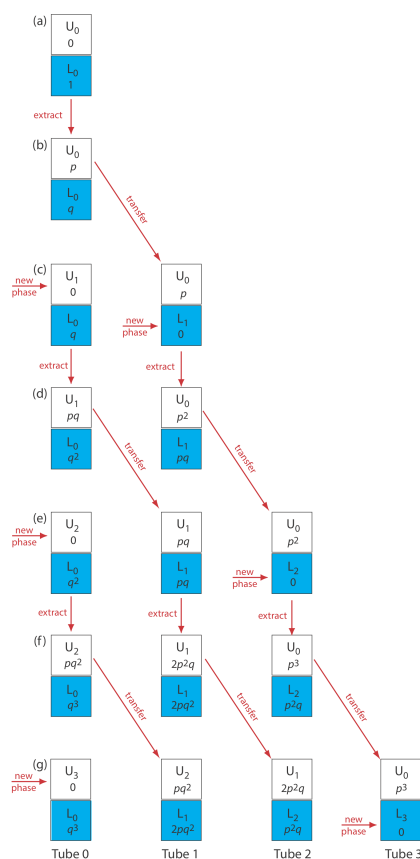 (a)
U₀
0
L₀
1
extract
(b)
U₀
p
L₀
q
transfer
(c)
new
phase
U₁
0
L₀
q
new
phase
U₀
p
L₁
0
extract
extract
(d)
U₁
pq
L₀
q²
transfer
U₀
p²
L₁
pq
transfer
(e)
new
phase
U₂
0
L₀
q²
U₁
pq
L₁
pq
new
phase
U₀
p²
L₂
0
extract
extract
extract
(f)
U₂
pq²
L₀
q³
transfer
U₁
2p²q
L₁
2pq²
transfer
U₀
p³
L₂
p²q
transfer
(g)
new
phase
U₃
0
L₀
q³
U₂
pq²
L₁
2pq²
U₁
2p²q
L₂
p²q
new
phase
U₀
p³
L₃
0
Tube 0
Tube 1
Tube 2
Tube 3